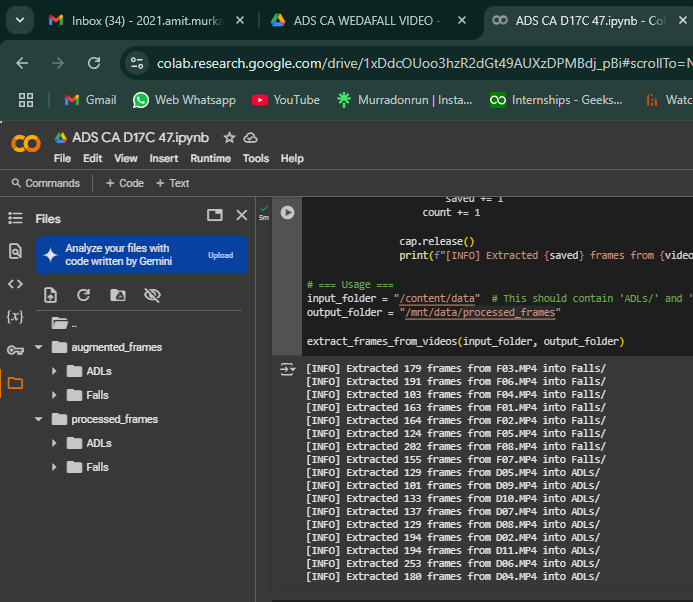 Inbox (34) - 2021.amit.murka
ADS CA WEDAFALL VIDEO -
ADS CA D17C 47.ipynb - Col
colab.research.google.com/drive/1xDdcOUoo3hzR2dGt49AUXzDPMBdj_pBi#scrollTo=N
Gmail
Web Whatsapp
YouTube
Murradonrun | Insta...
Internships - Geeks...
Watc
ADS CA D17C 47.ipynb
File Edit View Insert Runtime Tools Help
Commands + Code + Text
Files
Analyze your files with
code written by Gemini
Upload
..
augmented_frames
ADLs
Falls
processed_frames
ADLs
Falls
5m
saved += 1
count += 1
cap.release()
print(f"[INFO] Extracted {saved} frames from {video
# === Usage ===
input_folder = "/content/data" # This should contain 'ADLs/' and '
output_folder = "/mnt/data/processed_frames"
extract_frames_from_videos(input_folder, output_folder)
[INFO] Extracted 179 frames from F03.MP4 into Falls/
[INFO] Extracted 191 frames from F06.MP4 into Falls/
[INFO] Extracted 103 frames from F04.MP4 into Falls/
[INFO] Extracted 163 frames from F01.MP4 into Falls/
[INFO] Extracted 164 frames from F02.MP4 into Falls/
[INFO] Extracted 124 frames from F05.MP4 into Falls/
[INFO] Extracted 202 frames from F08.MP4 into Falls/
[INFO] Extracted 155 frames from F07.MP4 into Falls/
[INFO] Extracted 129 frames from D05.MP4 into ADLs/
[INFO] Extracted 101 frames from D09.MP4 into ADLs/
[INFO] Extracted 133 frames from D10.MP4 into ADLs/
[INFO] Extracted 137 frames from D07.MP4 into ADLs/
[INFO] Extracted 129 frames from D08.MP4 into ADLs/
[INFO] Extracted 194 frames from D02.MP4 into ADLs/
[INFO] Extracted 194 frames from D11.MP4 into ADLs/
[INFO] Extracted 253 frames from D06.MP4 into ADLs/
[INFO] Extracted 180 frames from D04.MP4 into ADLs/